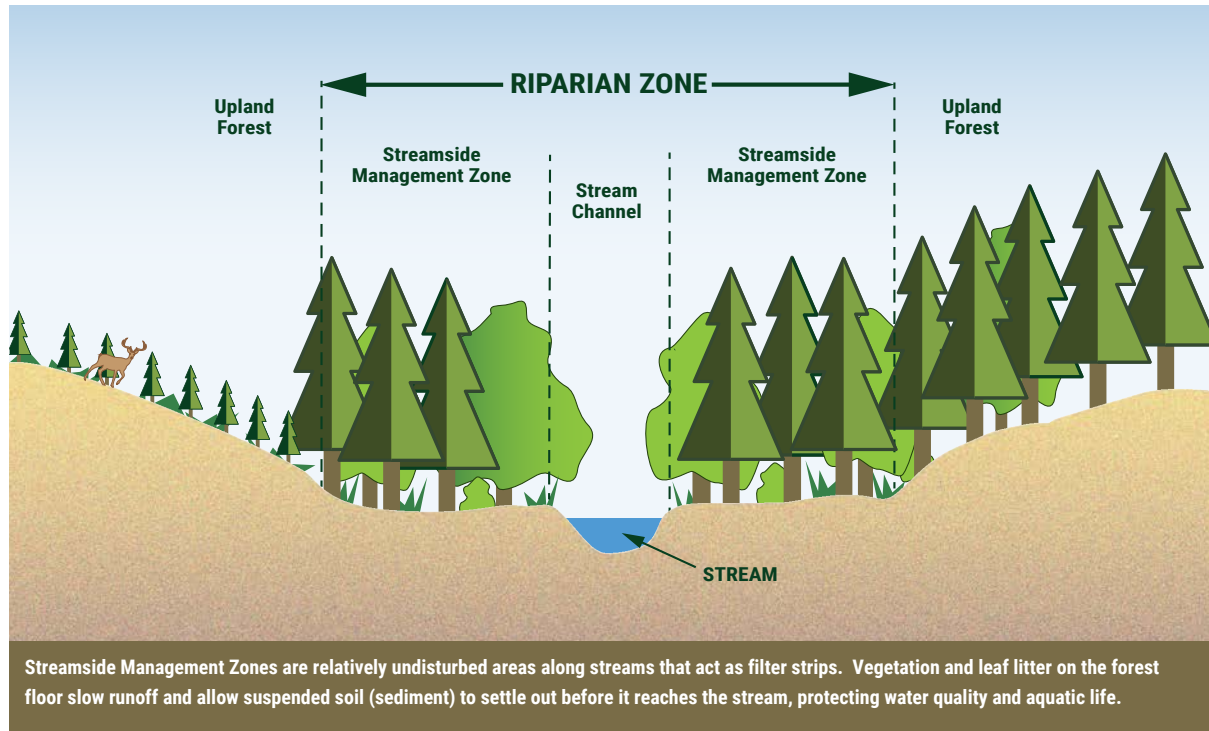 RIPARIAN ZONE
Upland
Forest
Upland
Forest
Streamside
Management Zone
Streamside
Management Zone
Stream
Channel
STREAM
Streamside Management Zones are relatively undisturbed areas along streams that act as filter strips.  Vegetation and leaf litter on the forest
floor slow runoff and allow suspended soil (sediment) to settle out before it reaches the stream, protecting water quality and aquatic life.